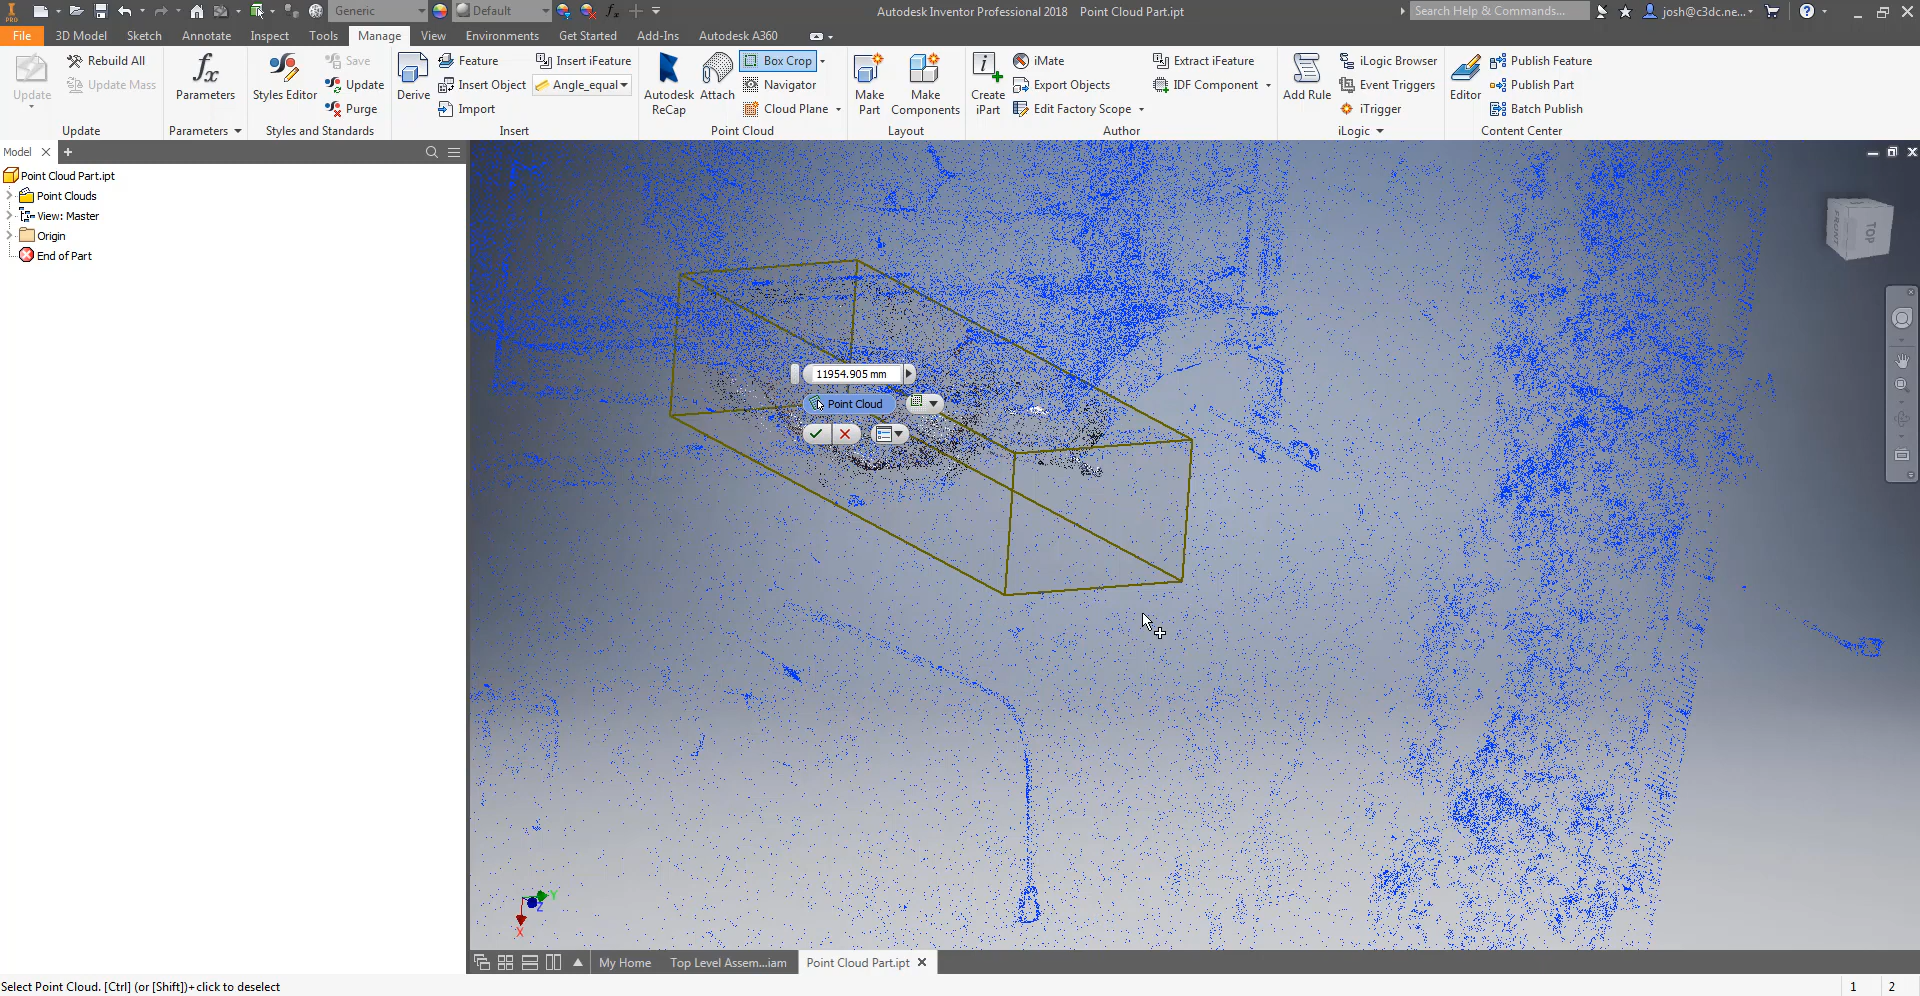 PRO
Generic
Default
Autodesk Inventor Professional 2018 Point Cloud Part.ipt
Search Help & Commands...
josh@c3dc.ne...
File
3D Model
Sketch
Annotate
Inspect
Tools
Manage
View
Environments
Get Started
Add-Ins
Autodesk A360
Update
Rebuild All
Update Mass
Update
fx
Parameters
Parameters
Styles Editor
Save
Update
Purge
Styles and Standards
Derive
Feature
Insert Object
Import
Insert iFeature
Angle_equal
Insert
Autodesk
ReCap
Attach
Box Crop
Navigator
Cloud Plane
Point Cloud
Make
Part
Make
Components
Layout
Create
iPart
iMate
Export Objects
Edit Factory Scope
Extract iFeature
IDF Component
Author
Add Rule
iLogic Browser
Event Triggers
iTrigger
iLogic
Editor
Publish Feature
Publish Part
Batch Publish
Content Center
Model
Point Cloud Part.ipt
Point Clouds
View: Master
Origin
End of Part
11954.905 mm
Point Cloud
FRONT
TOP
Y
Z
X
My Home
Top Level Assem...iam
Point Cloud Part.ipt
Select Point Cloud. [Ctrl] (or [Shift])+click to deselect
1
2